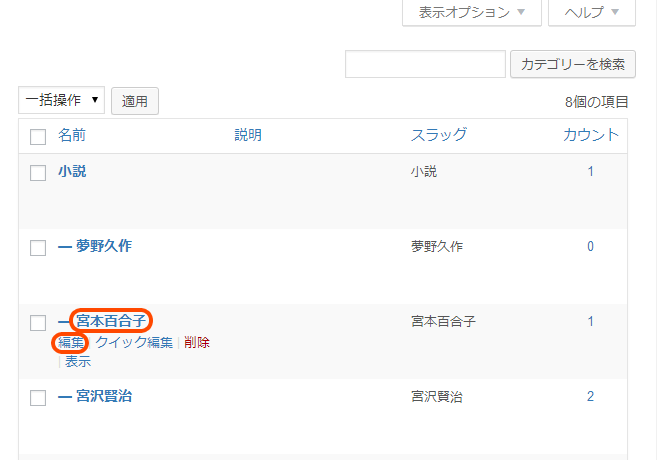 表示オプション ▼ ヘルプ ▼
カテゴリーを検索
一括操作 ▼ 適用 8個の項目
名前 説明 スラッグ カウント
小説 小説 1
— 夢野久作 夢野久作 0
— 宮本百合子 宮本百合子 1
編集 クイック編集 | 削除
| 表示
— 宮沢賢治 宮沢賢治 2